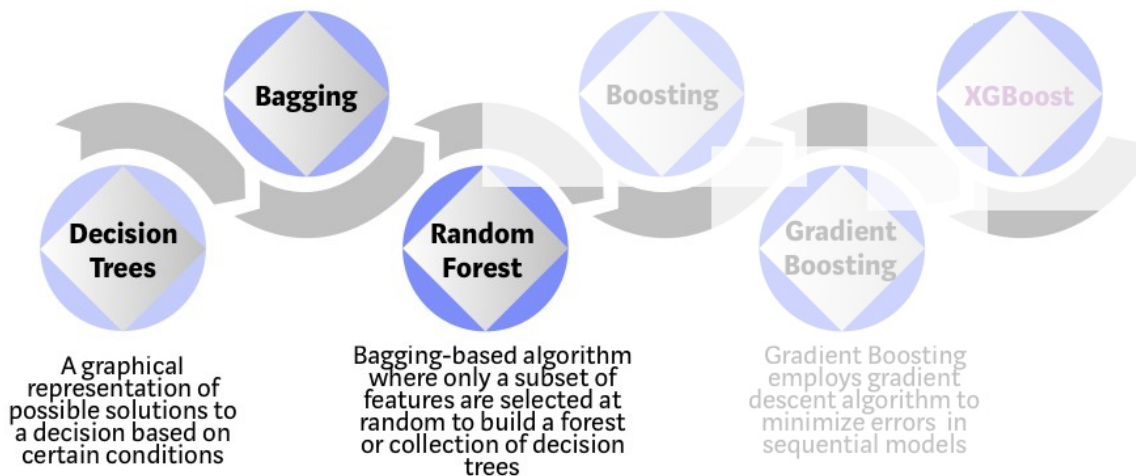 Bagging
Boosting
XGBoost
Decision
Trees
Random
Forest
Gradient
Boosting
A graphical
representation of
possible solutions to
a decision based on
certain conditions
Bagging-based algorithm
where only a subset of
features are selected at
random to build a forest
or collection of decision
trees
Gradient Boosting
employs gradient
descent algorithm to
minimize errors in
sequential models